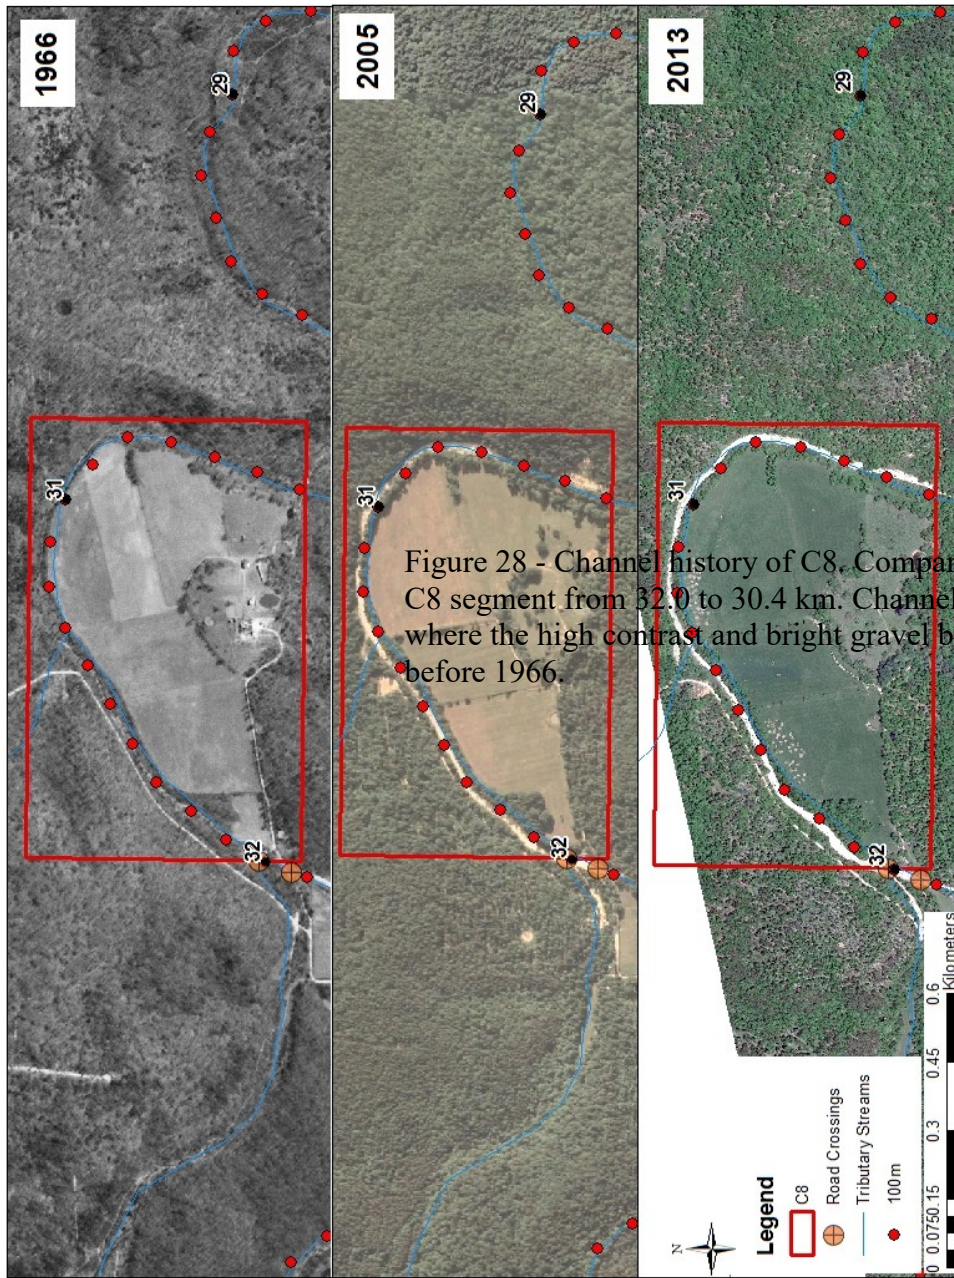 1966
29
31
32
2005
29
31
32
2013
29
31
32
Figure 28 - Channel history of C8. Compar
C8 segment from 32.0 to 30.4 km. Channel
where the high contrast and bright gravel b
before 1966.
N
Legend
C8
Road Crossings
Tributary Streams
100m
0 0.075 0.15 0.3 0.45 0.6
Kilometers